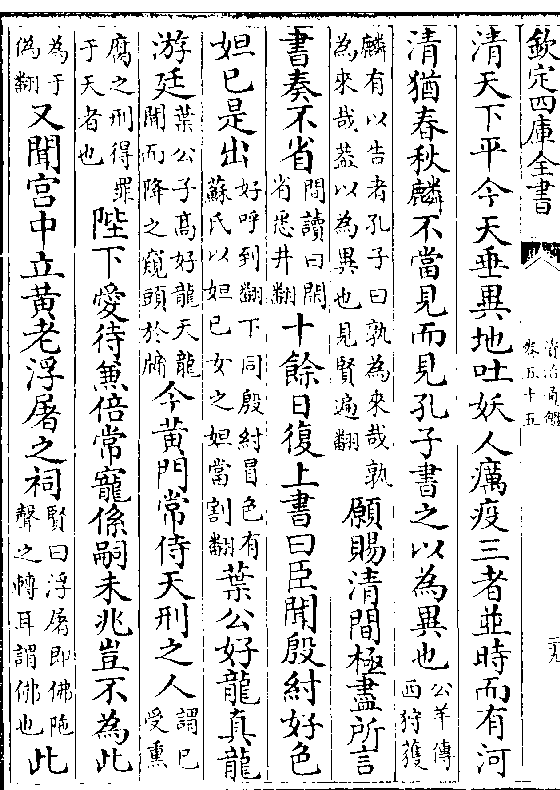 欽定四庫全書
資治通鑑
卷五十五
清天下平今天垂異地吐妖人癘疫三者並時而有河
清猶春秋麟不當見而見孔子書之以為異也公羊傳西狩獲
麟有以告者孔子曰孰為來哉孰為來哉蓋以為異也見賢遍翻願賜清間極盡所言
書奏不省間讀曰閑省悉井翻十餘日復上書曰臣聞殷紂好色
妲己是出好呼到翻下同殷紂冒色有蘇氏以妲己女之妲當割翻葉公好龍真龍
游廷葉公子高好龍天龍聞而降之窺頭於牖今黄門常侍天刑之人謂已受熏
腐之刑得罪于天者也陛下愛待兼倍常寵係嗣未兆豈不為此
為于偽翻又聞宫中立黄老浮屠之祠賢曰浮屠即佛陁聲之轉耳謂佛也此